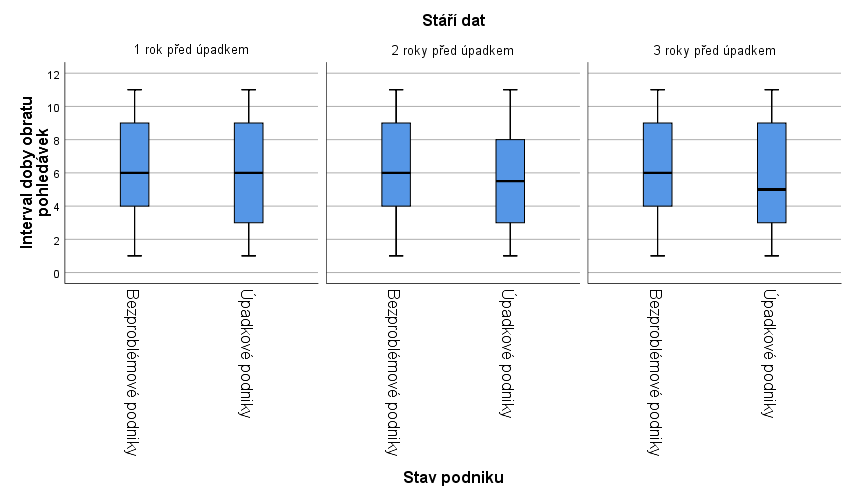 Stáří dat
1 rok před úpadkem
2 roky před úpadkem
3 roky před úpadkem
Interval doby obratu
pohledávek
12
10
8
6
4
2
0
Bezproblémové podniky
Úpadkové podniky
Bezproblémové podniky
Úpadkové podniky
Bezproblémové podniky
Úpadkové podniky
Stav podniku